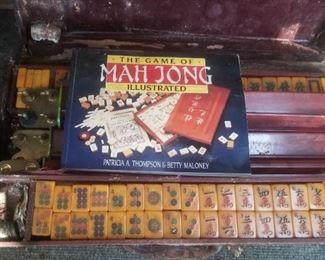 THE GAME OF
MAH JONG
ILLUSTRATED
PATRICIA A. THOMPSON & BETTY MALONEY